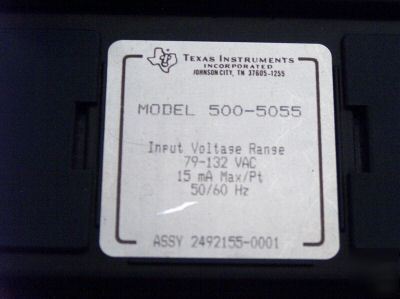 TEXAS INSTRUMENTS
INCORPORATED
JOHNSON CITY, TN 37605-1255
MODEL 500-5055
Input Voltage Range
79-132 VAC
15 mA Max/Pt
50/60 Hz
ASSY 2492155-0001